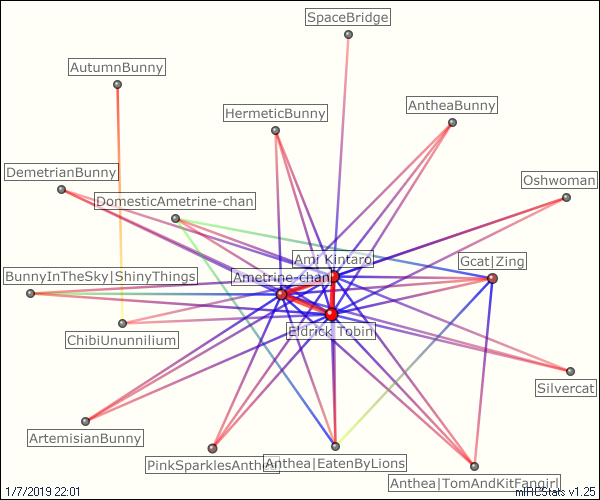 SpaceBridge
AutumnBunny
HermeticBunny
AntheaBunny
DemetrianBunny
Oshwoman
DomesticAmetrine-chan
Ami Kintaro
Gcat|Zing
BunnyInTheSky|ShinyThings
Ametrine-chan
Eldrick Tobin
ChibiUnunnilium
Silvercat
ArtemisianBunny
PinkSparklesAnthea
Anthea|EatenByLions
Anthea|TomAndKitFangirl
1/7/2019 22:01
mIRCStats v1.25